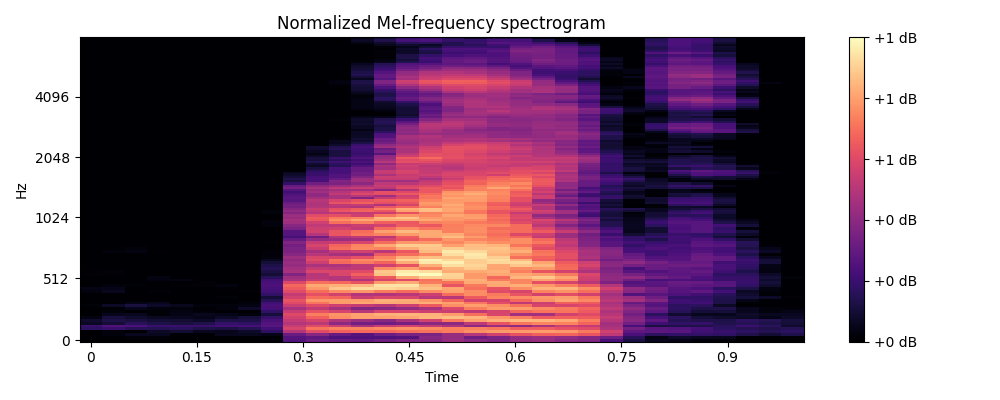 Normalized Mel-frequency spectrogram
+1 dB
4096
+1 dB
2048
+1 dB
Hz
1024
+0 dB
512
+0 dB
0
+0 dB
0 0.15 0.3 0.45 0.6 0.75 0.9
Time